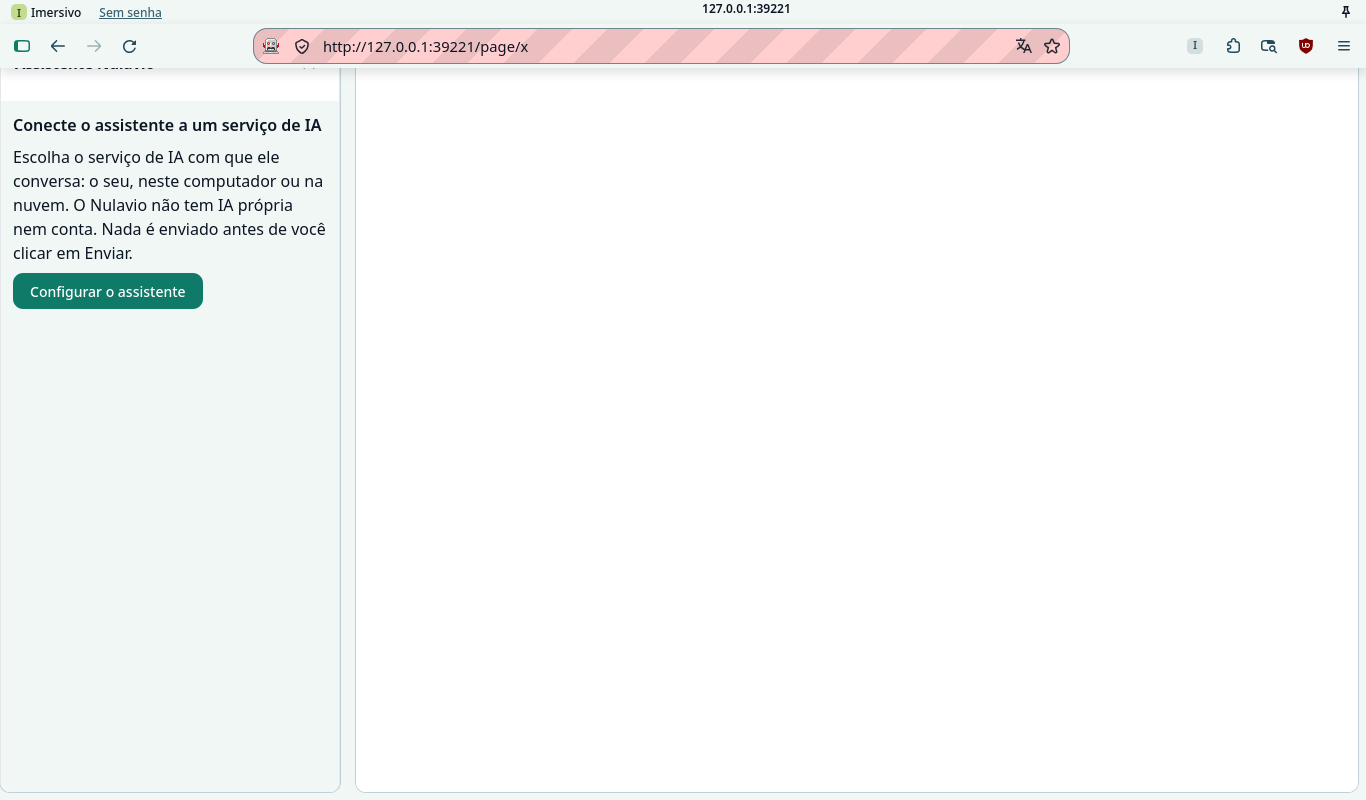 I Imersivo Sem senha 127.0.0.1:39221
http://127.0.0.1:39221/page/x I UD
Conecte o assistente a um serviço de IA
Escolha o serviço de IA com que ele
conversa: o seu, neste computador ou na
nuvem. O Nulavio não tem IA própria
nem conta. Nada é enviado antes de você
clicar em Enviar.
Configurar o assistente